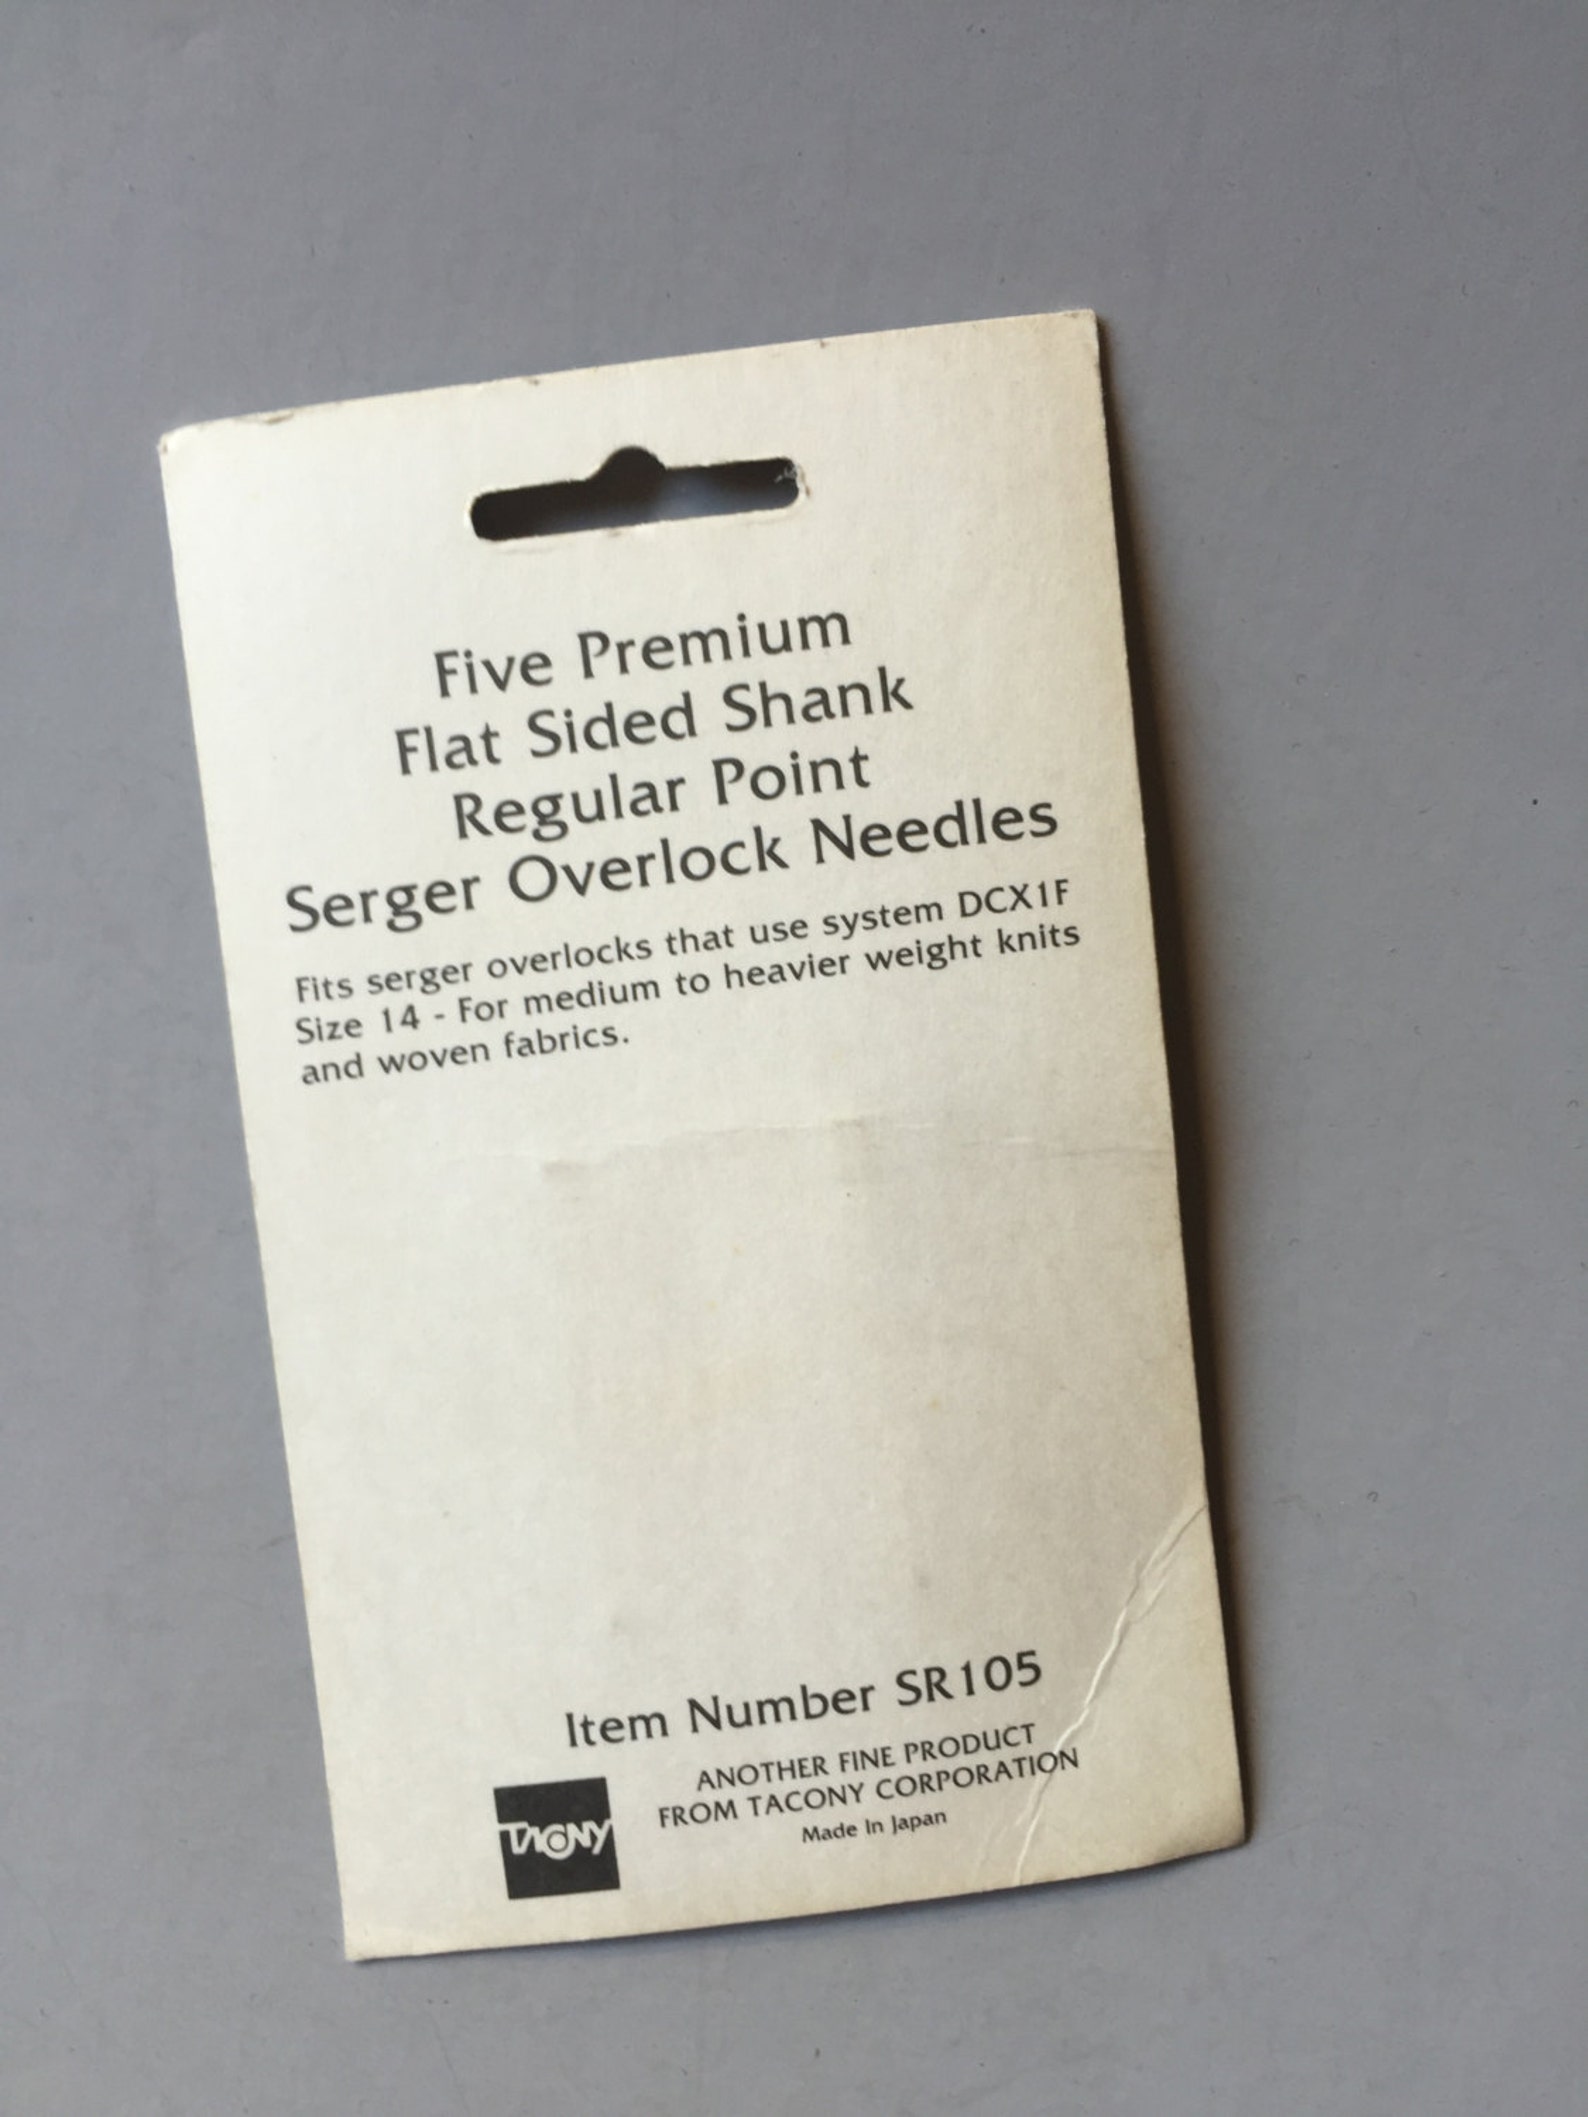 Five Premium
Flat Sided Shank
Regular Point
Serger Overlock Needles
Fits serger overlocks that use system DCX1F
Size 14 - For medium to heavier weight knits
and woven fabrics.
Item Number SR105
ANOTHER FINE PRODUCT
FROM TACONY CORPORATION
Made In Japan
TACONY